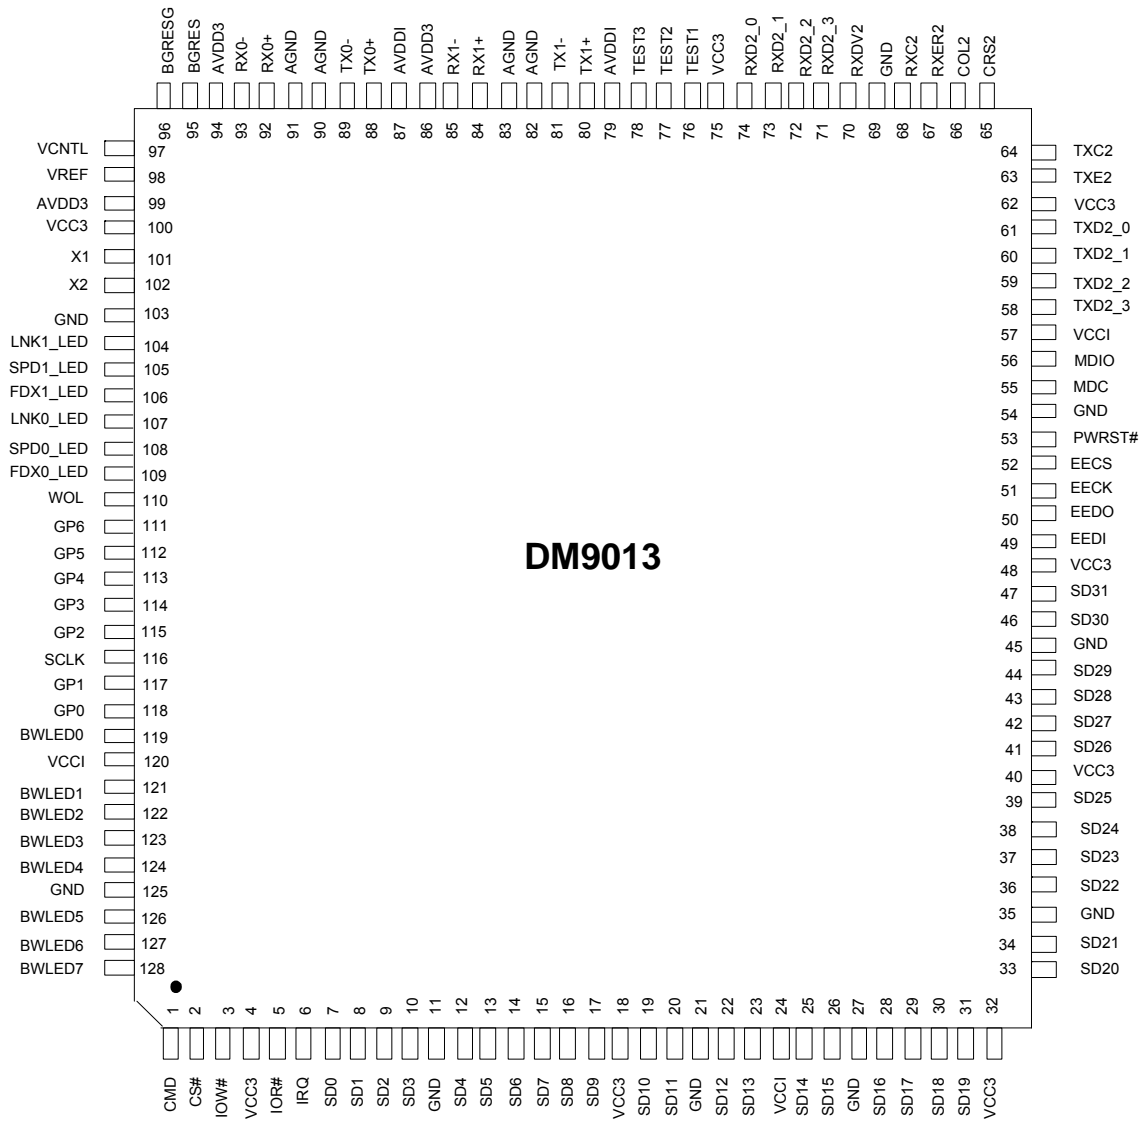 BGRESG
BGRES
AVDD3
RX0-
RX0+
AGND
AGND
TX0-
TX0+
AVDDI
AVDD3
RX1-
RX1+
AGND
AGND
TX1-
TX1+
AVDDI
TEST3
TEST2
TEST1
VCC3
RXD2_0
RXD2_1
RXD2_2
RXD2_3
RXDV2
GND
RXC2
RXER2
COL2
CRS2
96
95
94
93
92
91
90
89
88
87
86
85
84
83
82
81
80
79
78
77
76
75
74
73
72
71
70
69
68
67
66
65
VCNTL 97
VREF 98
AVDD3 99
VCC3 100
X1 101
X2 102
GND 103
LNK1_LED 104
SPD1_LED 105
FDX1_LED 106
LNK0_LED 107
SPD0_LED 108
FDX0_LED 109
WOL 110
GP6 111
GP5 112
GP4 113
GP3 114
GP2 115
SCLK 116
GP1 117
GP0 118
BWLED0 119
VCCI 120
BWLED1 121
BWLED2 122
BWLED3 123
BWLED4 124
GND 125
BWLED5 126
BWLED6 127
BWLED7 128
DM9013
64 TXC2
63 TXE2
62 VCC3
61 TXD2_0
60 TXD2_1
59 TXD2_2
58 TXD2_3
57 VCCI
56 MDIO
55 MDC
54 GND
53 PWRST#
52 EECS
51 EECK
50 EEDO
49 EEDI
48 VCC3
47 SD31
46 SD30
45 GND
44 SD29
43 SD28
42 SD27
41 SD26
40 VCC3
39 SD25
38 SD24
37 SD23
36 SD22
35 GND
34 SD21
33 SD20
1
2
3
4
5
6
7
8
9
10
11
12
13
14
15
16
17
18
19
20
21
22
23
24
25
26
27
28
29
30
31
32
CMD
CS#
IOW#
VCC3
IOR#
IRQ
SD0
SD1
SD2
SD3
GND
SD4
SD5
SD6
SD7
SD8
SD9
VCC3
SD10
SD11
GND
SD12
SD13
VCCI
SD14
SD15
GND
SD16
SD17
SD18
SD19
VCC3